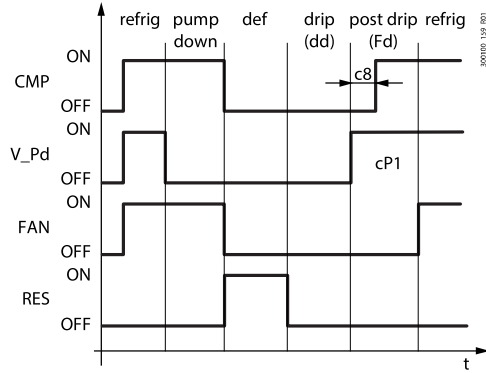 refrig pump down def drip (dd) post drip (Fd) refrig
300100 159 R01
ON
CMP
c8
OFF
ON
V_Pd
cP1
OFF
ON
FAN
OFF
ON
RES
OFF
t